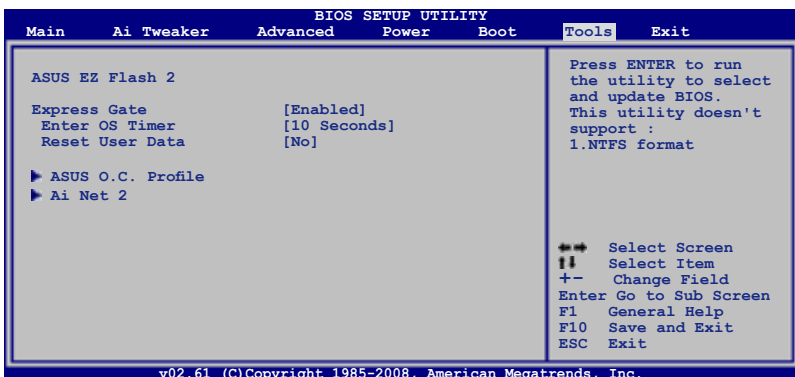 BIOS SETUP UTILITY
Main Ai Tweaker Advanced Power Boot Tools Exit
ASUS EZ Flash 2
Express Gate [Enabled]
Enter OS Timer [10 Seconds]
Reset User Data [No]
ASUS O.C. Profile
Ai Net 2
Press ENTER to run
the utility to select
and update BIOS.
This utility doesn't
support :
1.NTFS format
Select Screen
Select Item
+- Change Field
Enter Go to Sub Screen
F1 General Help
F10 Save and Exit
ESC Exit
v02.61 (C)Copyright 1985-2008, American Megatrends, Inc.